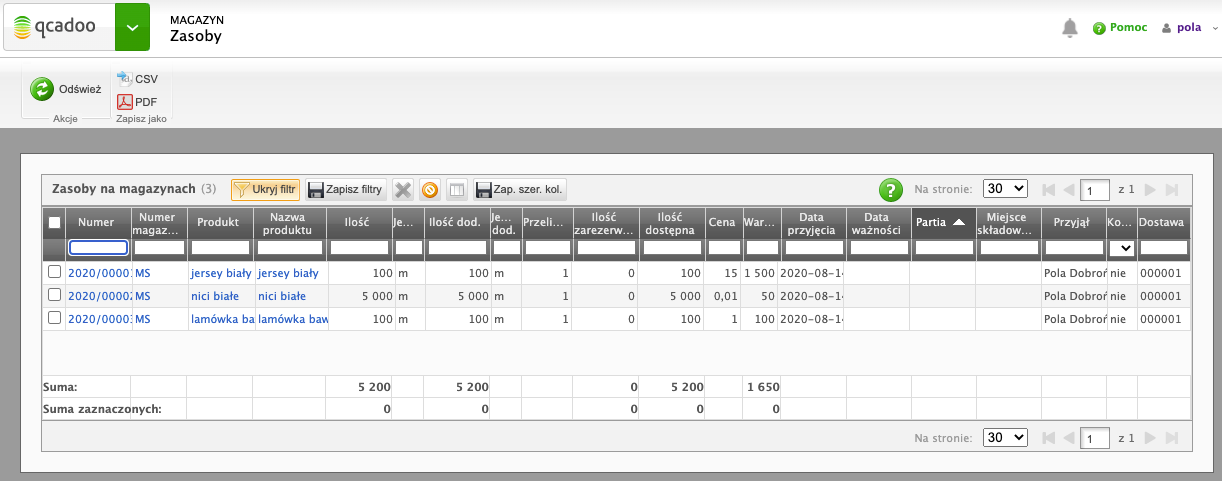 qcadoo
MAGAZYN
Zasoby
Pomoc
pola
Odśwież
CSV
PDF
Akcje
Zapisz jako
Zasoby na magazynach (3)
Ukryj filtr
Zapisz filtry
Zap. szer. kol.
?
Na stronie: 30 1 z 1
Numer
Numer magaz...
Produkt
Nazwa produktu
Ilość
Je...
Ilość dod.
Je... dod.
Przeli...
Ilość zarezerw...
Ilość dostępna
Cena
War...
Data przyjęcia
Data ważności
Partia
Miejsce składow...
Przyjął
Ko...
Dostawa
2020/00001 MS jersey biały jersey biały 100 m 100 m 1 0 100 15 1 500 2020-08-14 Pola Dobroń nie 000001
2020/00002 MS nici białe nici białe 5 000 m 5 000 m 1 0 5 000 0,01 50 2020-08-14 Pola Dobroń nie 000001
2020/00003 MS lamówka ba lamówka baw 100 m 100 m 1 0 100 1 100 2020-08-14 Pola Dobroń nie 000001
Suma: 5 200 5 200 0 5 200 1 650
Suma zaznaczonych: 0 0 0 0 0
Na stronie: 30 1 z 1